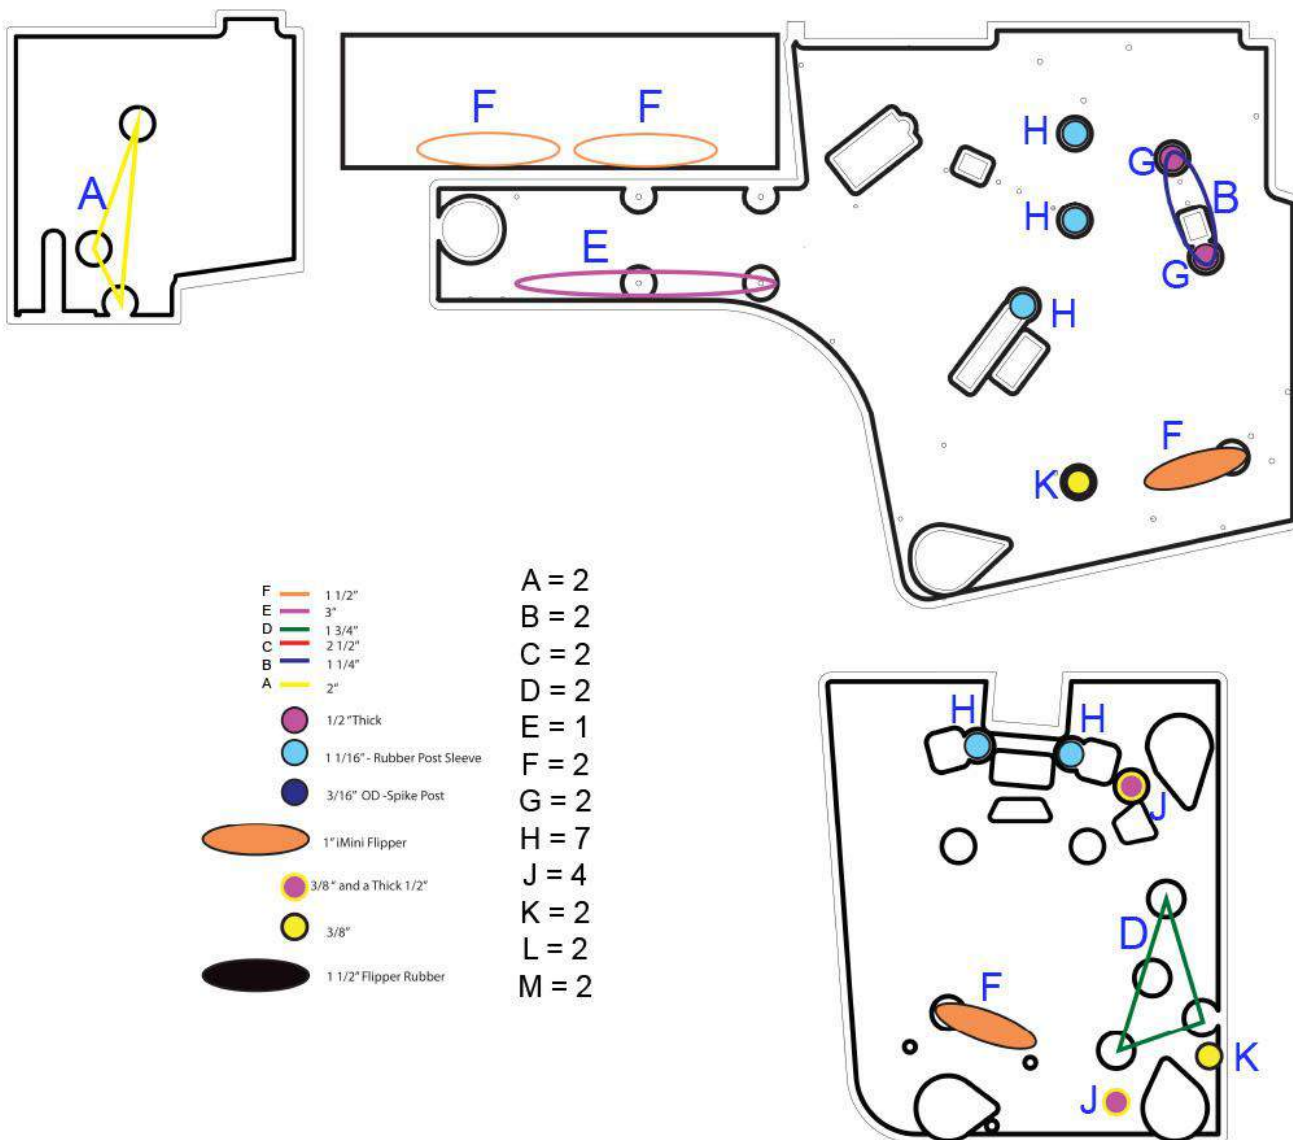 F F
H
A
G
B
H
E
G
H
F
K
F 1 1/2"
E 3"
D 1 3/4"
C 2 1/2"
B 1 1/4"
A 2"
1/2 "Thick
1 1/16"- Rubber Post Sleeve
3/16" OD -Spike Post
1" iMini Flipper
3/8 " and a Thick 1/2"
3/8"
1 1/2" Flipper Rubber
A = 2
B = 2
C = 2
D = 2
E = 1
F = 2
G = 2
H = 7
J = 4
K = 2
L = 2
M = 2
H H
J
D
F
K
J